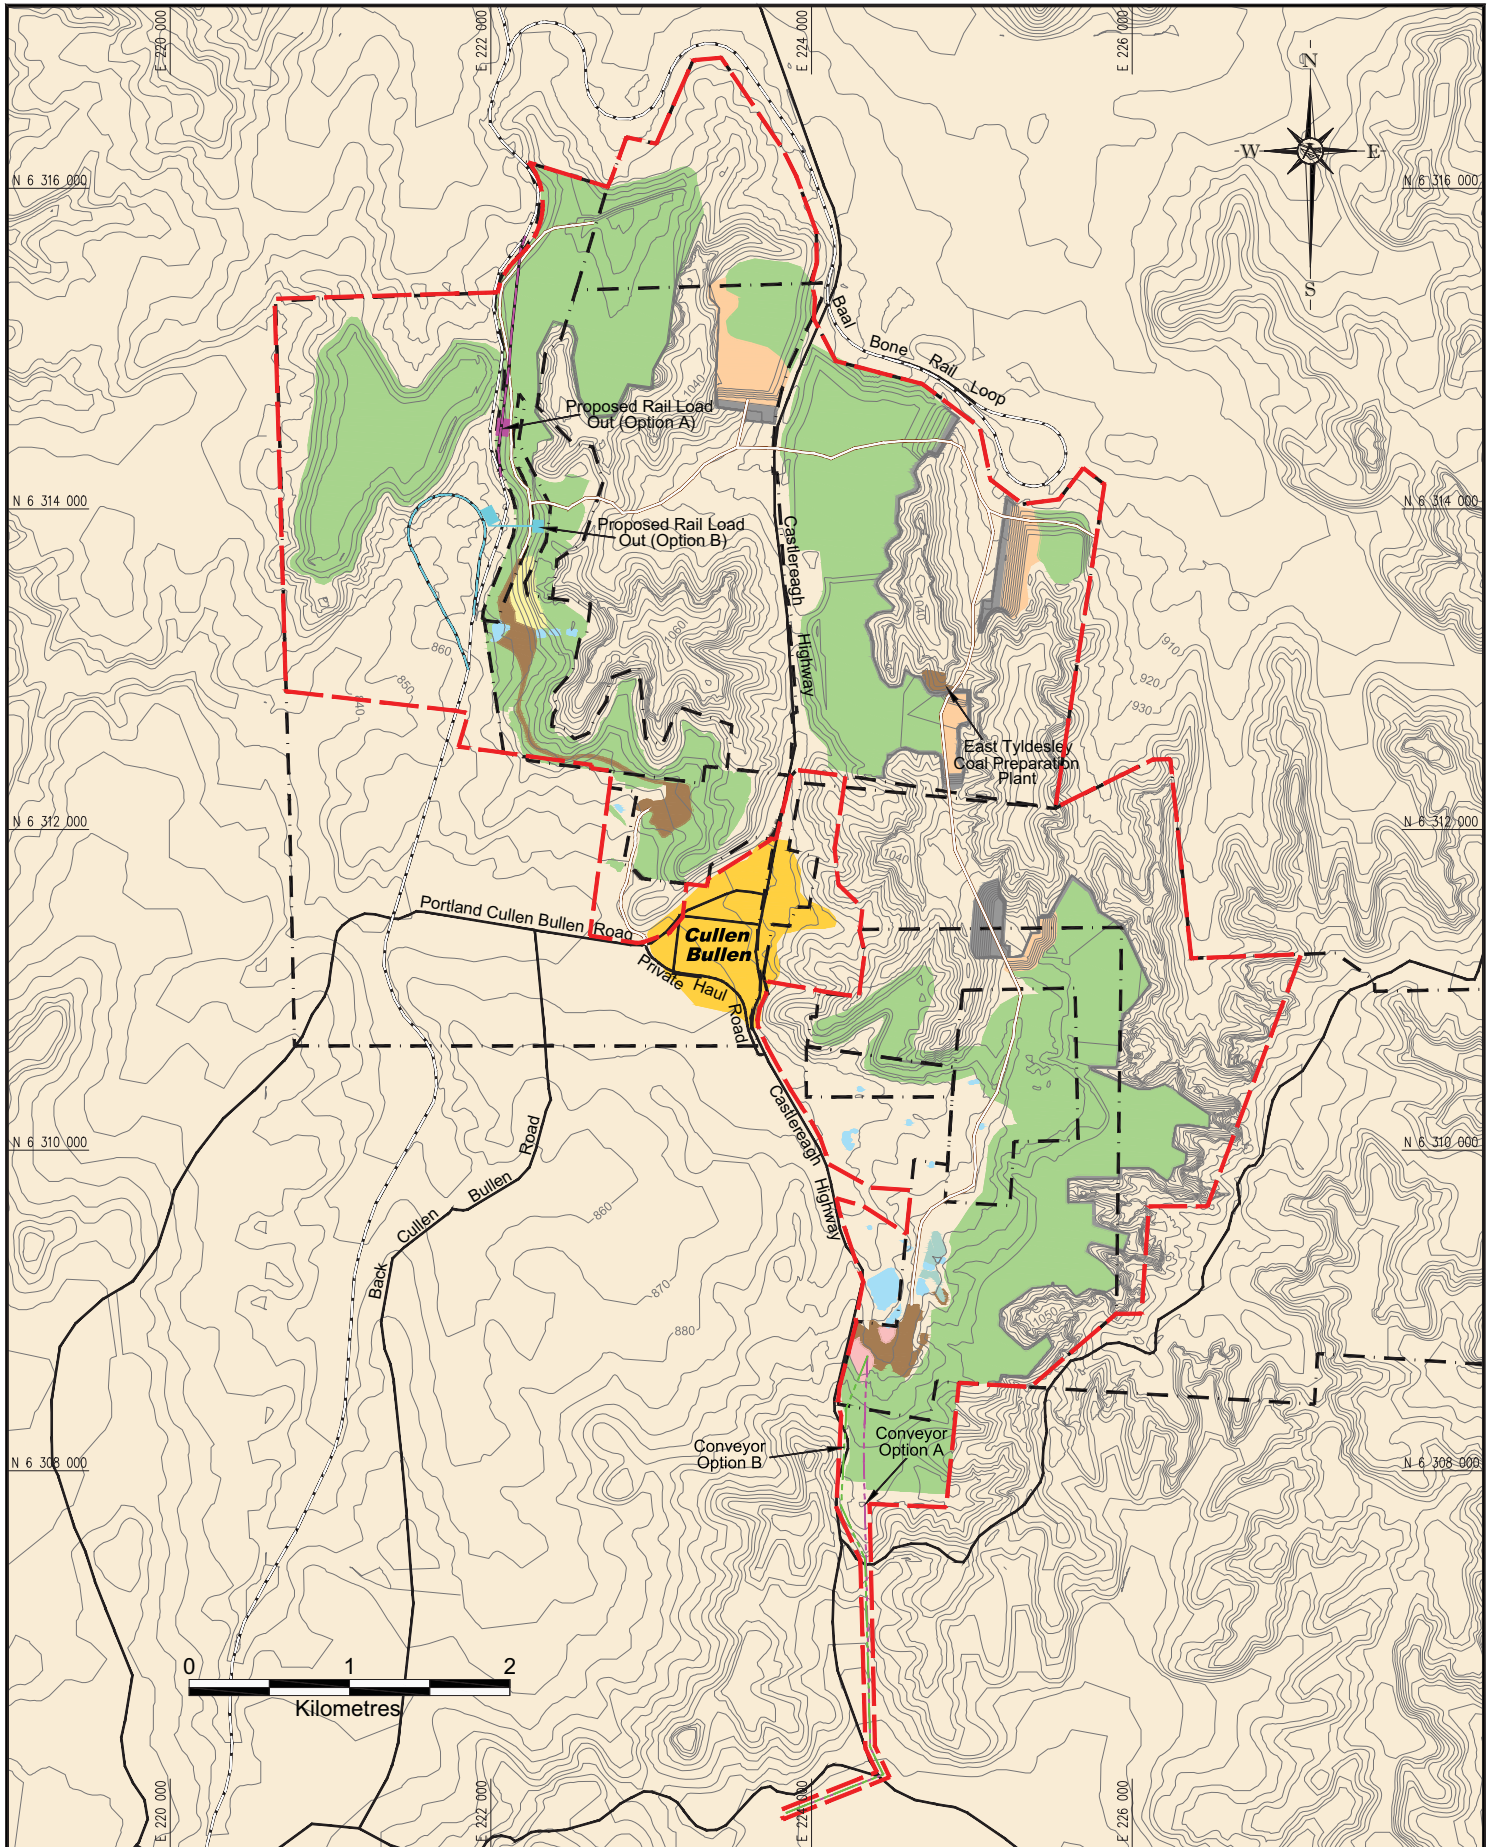 E 220 000
E 222 000
E 224 000
E 226 000
N
W
E
S
N 6 316 000
N 6 316 000
Baal
Bone
Rail
Loop
1040
Proposed Rail Load
Out (Option A)
N 6 314 000
N 6 314 000
Proposed Rail Load
Out (Option B)
Castlereagh
Highway
1000
860
850
840
910
920
930
East Tyldesley
Coal Preparation
Plant
N 6 312 000
N 6 312 000
1040
Portland Cullen Bullen Road
Cullen
Bullen
Private
Haul
Road
Castlereagh
Highway
N 6 310 000
N 6 310 000
Road
Bullen
Cullen
Back
860
870
880
1050
Conveyor
Option B
Conveyor
Option A
N 6 308 000
N 6 308 000
0
1
2
Kilometres
E 220 000
E 222 000
E 224 000
E 226 000